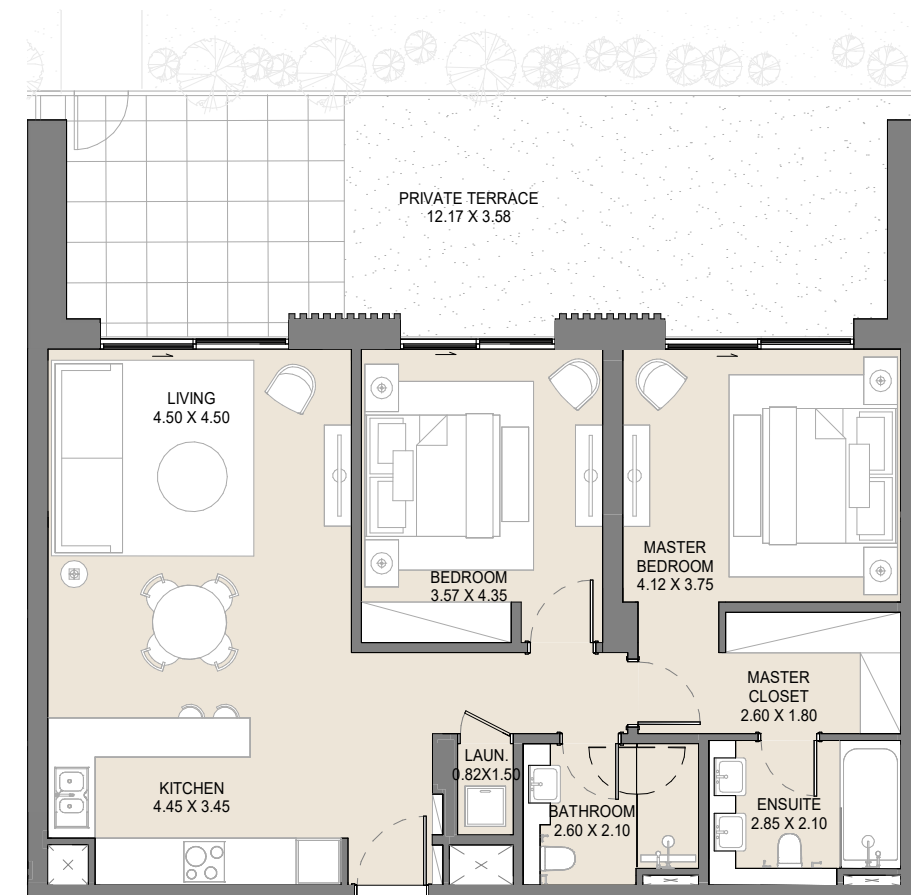 PRIVATE TERRACE
12.17 X 3.58
LIVING
4.50 X 4.50
BEDROOM
3.57 X 4.35
MASTER
BEDROOM
4.12 X 3.75
MASTER
CLOSET
2.60 X 1.80
LAUN.
0.82X1.50
KITCHEN
4.45 X 3.45
BATHROOM
2.60 X 2.10
ENSUITE
2.85 X 2.10